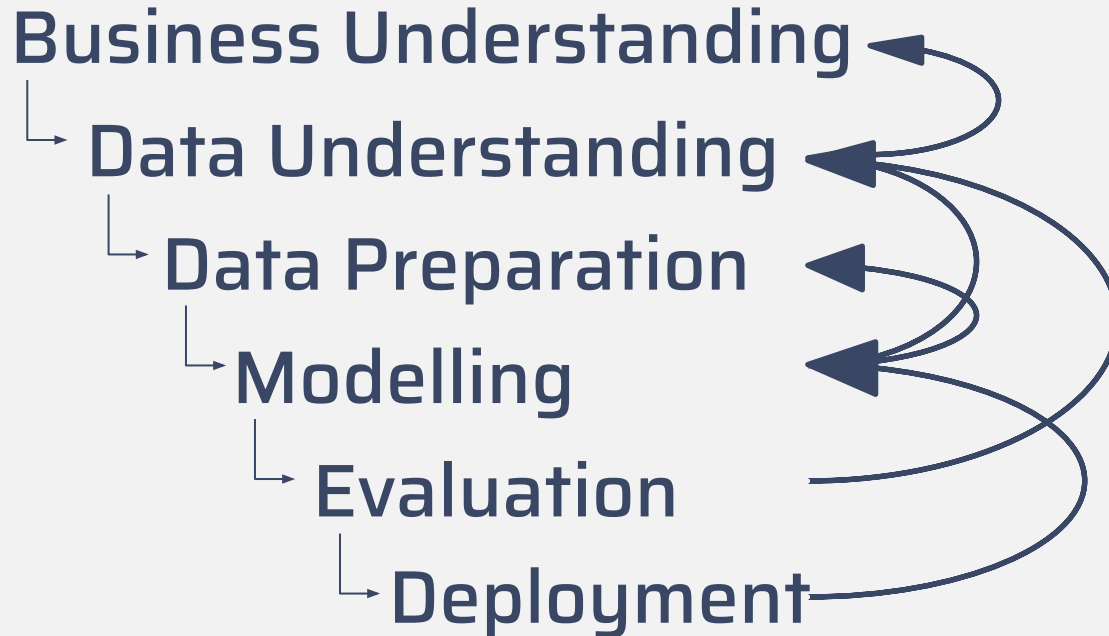 Business Understanding
Data Understanding
Data Preparation
Modelling
Evaluation
Deployment